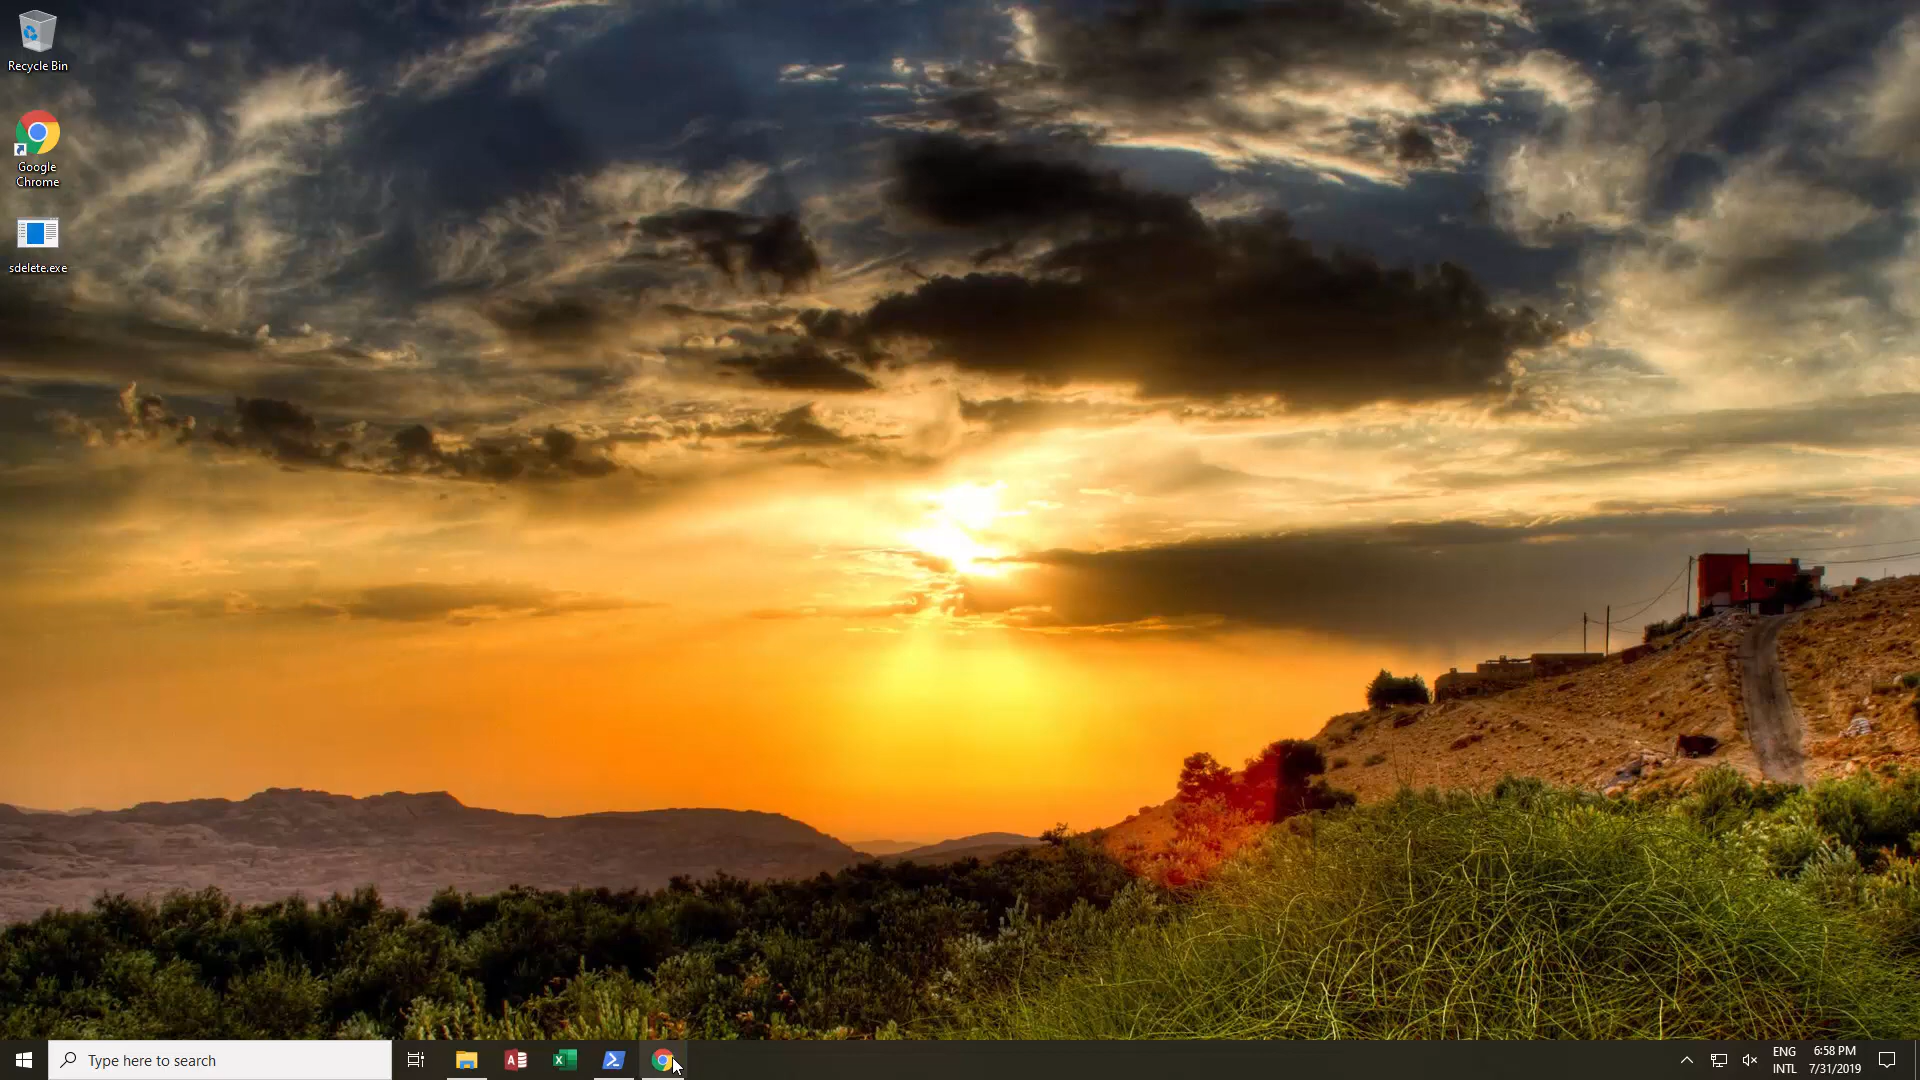 Recycle Bin
Google
Chrome
sdelete.exe
Type here to search
ENG
INTL
6:58 PM
7/31/2019